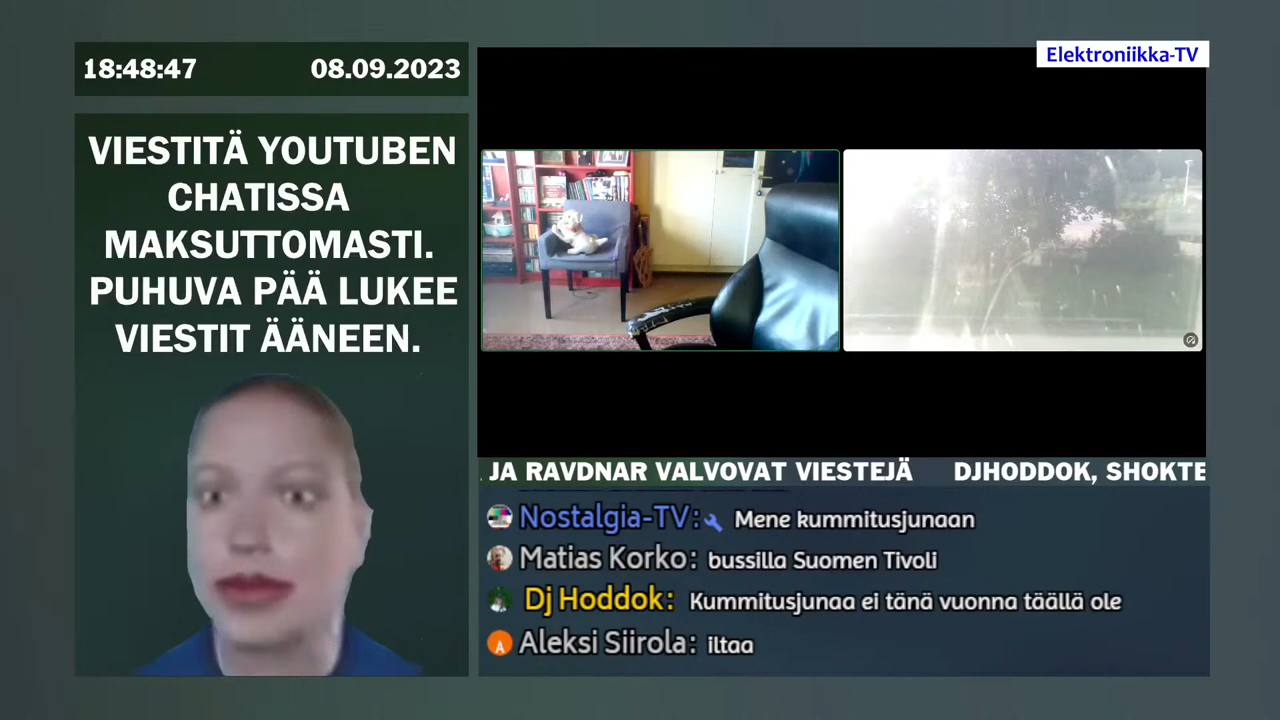 18:48:47 08.09.2023
VIESTITÄ YOUTUBEN
CHATISSA
MAKSUTTOMASTI.
PUHUVA PÄÄ LUKEE
VIESTIT ÄÄNEEN.
Elektroniikka-TV
JA RAVDNAR VALVOVAT VIESTEJÄ DJHODDOK, SHOKTE
Nostalgia-TV: Mene kummitusjunaan
Matias Korko: bussilla Suomen Tivoli
Dj Hoddok: Kummitusjunaa ei tänä vuonna täällä ole
A Aleksi Siirola: iltaa